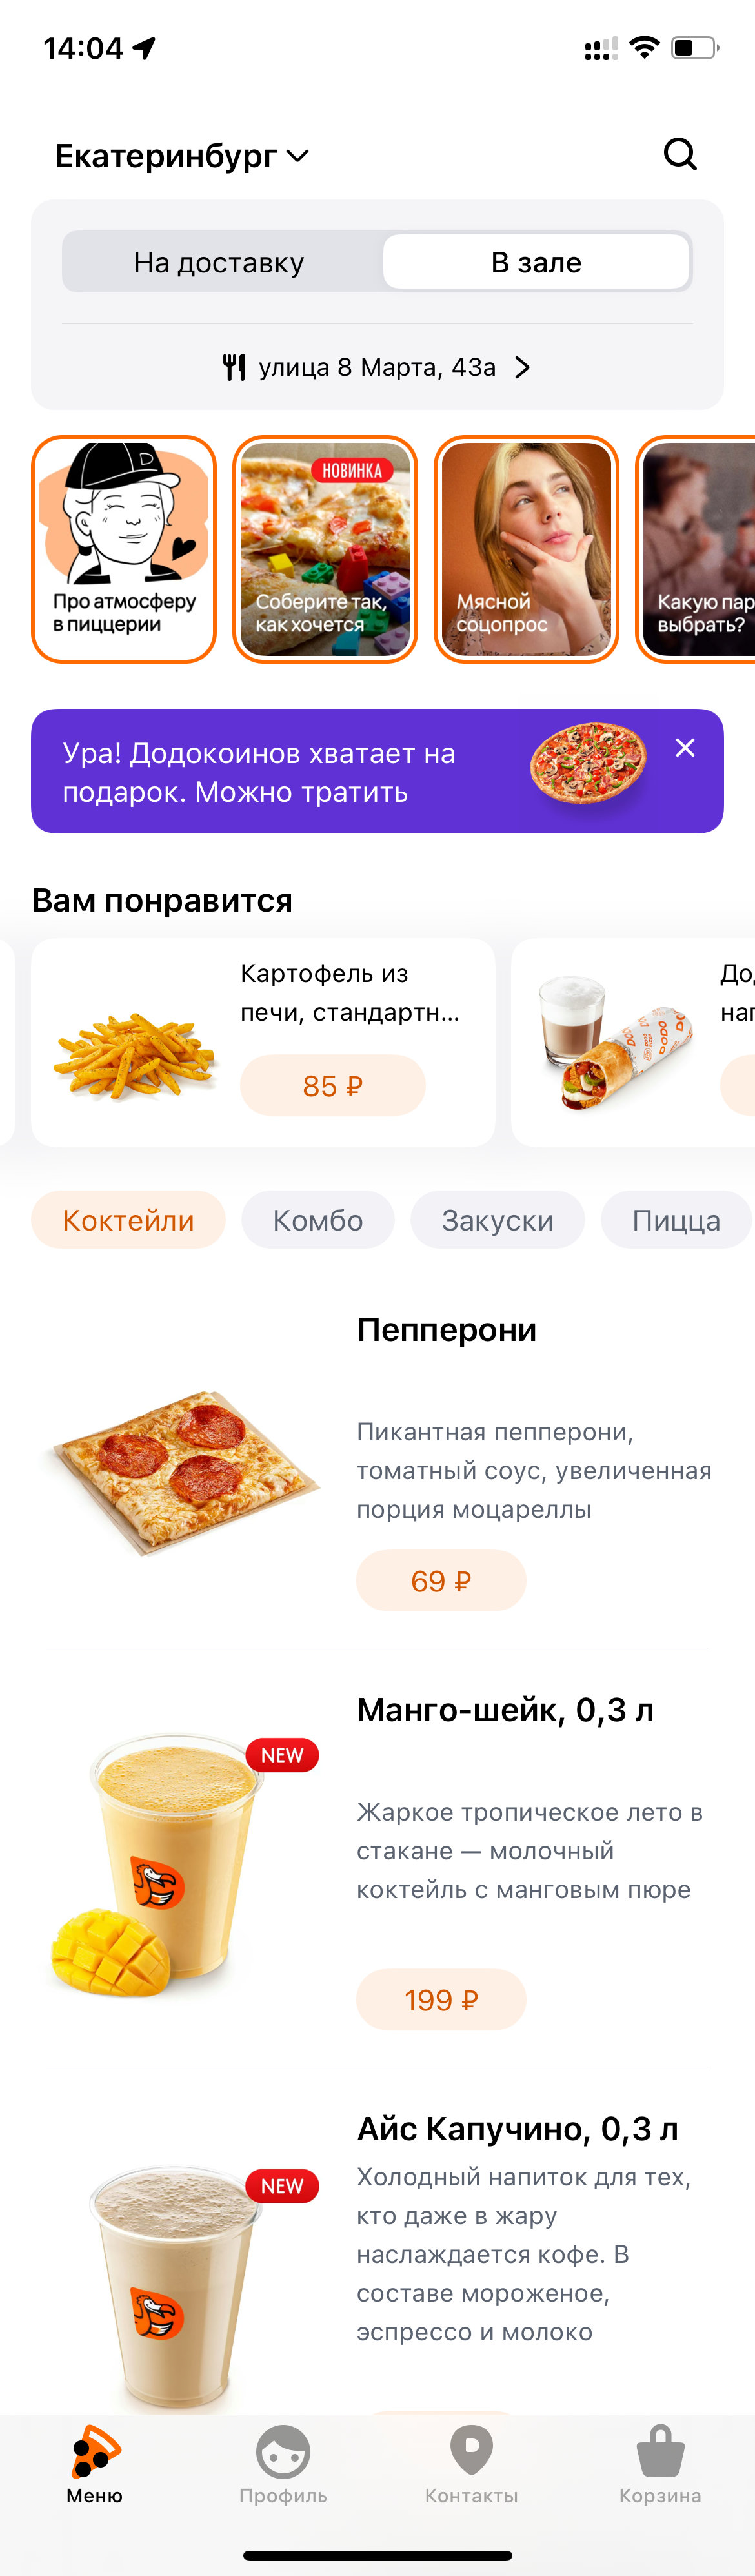 14:04
Екатеринбург
На доставку
В зале
улица 8 Марта, 43а
D
НОВИНКА
Про атмосферу
в пиццерии
Соберите так,
как хочется
Мясной
соцопрос
Какую пар
выбрать?
Ура! Додокоинов хватает на
подарок. Можно тратить
Вам понравится
Картофель из
печи, стандартн...
85 ₽
До
нап
Коктейли
Комбо
Закуски
Пицца
Пепперони
Пикантная пепперони,
томатный соус, увеличенная
порция моцареллы
69 ₽
Манго-шейк, 0,3 л
NEW
Жаркое тропическое лето в
стакане — молочный
коктейль с манговым пюре
199 ₽
Айс Капучино, 0,3 л
NEW
Холодный напиток для тех,
кто даже в жару
наслаждается кофе. В
составе мороженое,
эспрессо и молоко
Меню
Профиль
Контакты
Корзина